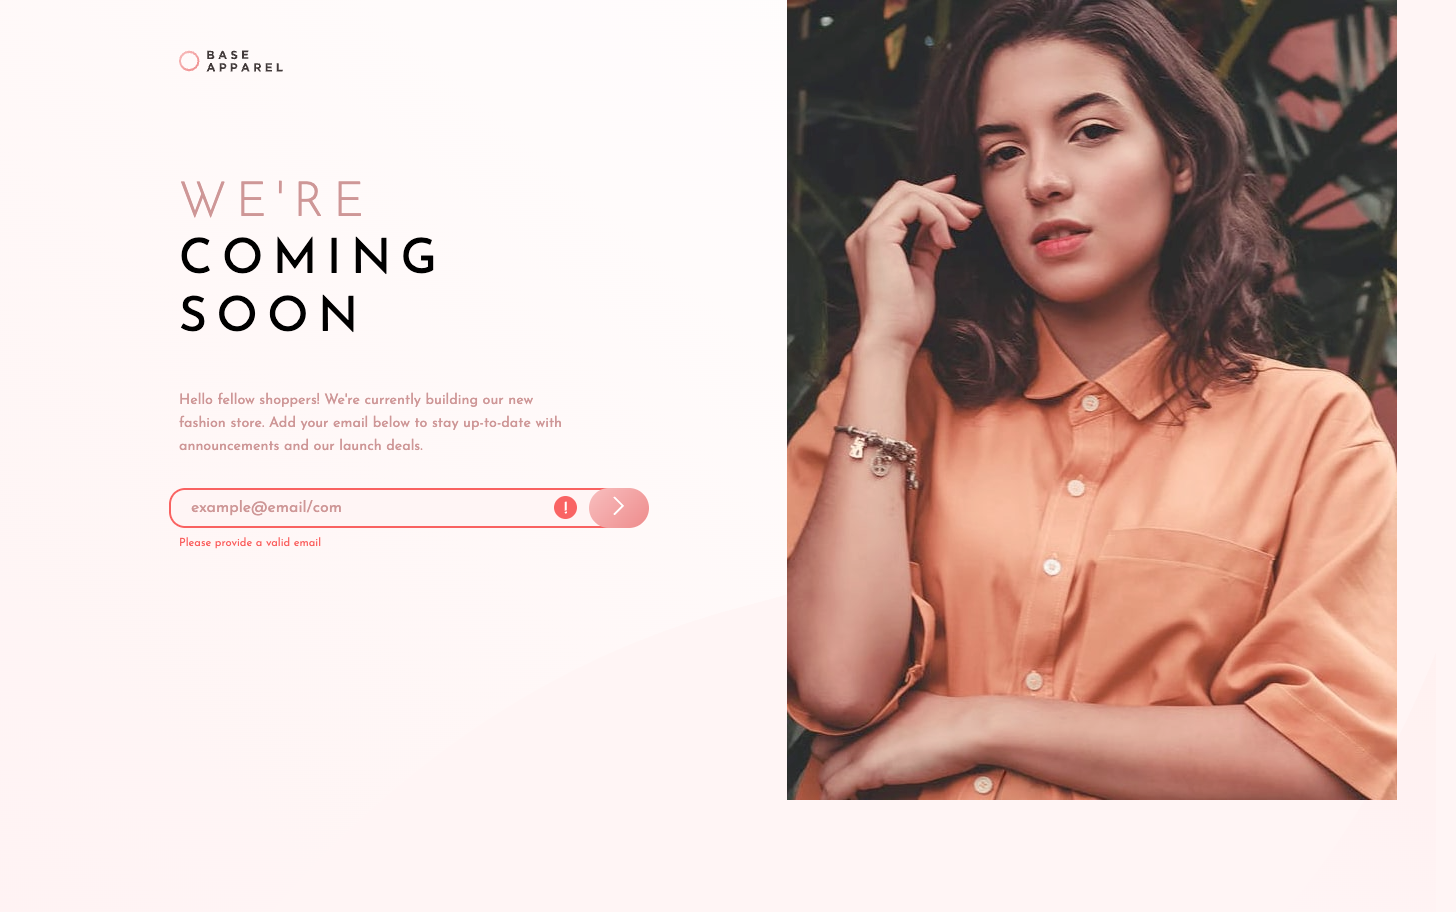 BASE
APPAREL
WE'RE
COMING
SOON
Hello fellow shoppers! We're currently building our new
fashion store. Add your email below to stay up-to-date with
announcements and our launch deals.
example@email/com
!
Please provide a valid email